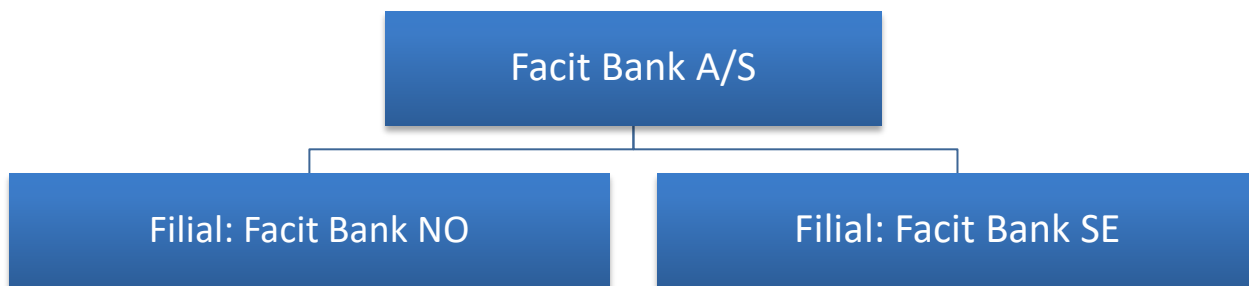 Facit Bank A/S
Filial: Facit Bank NO
Filial: Facit Bank SE